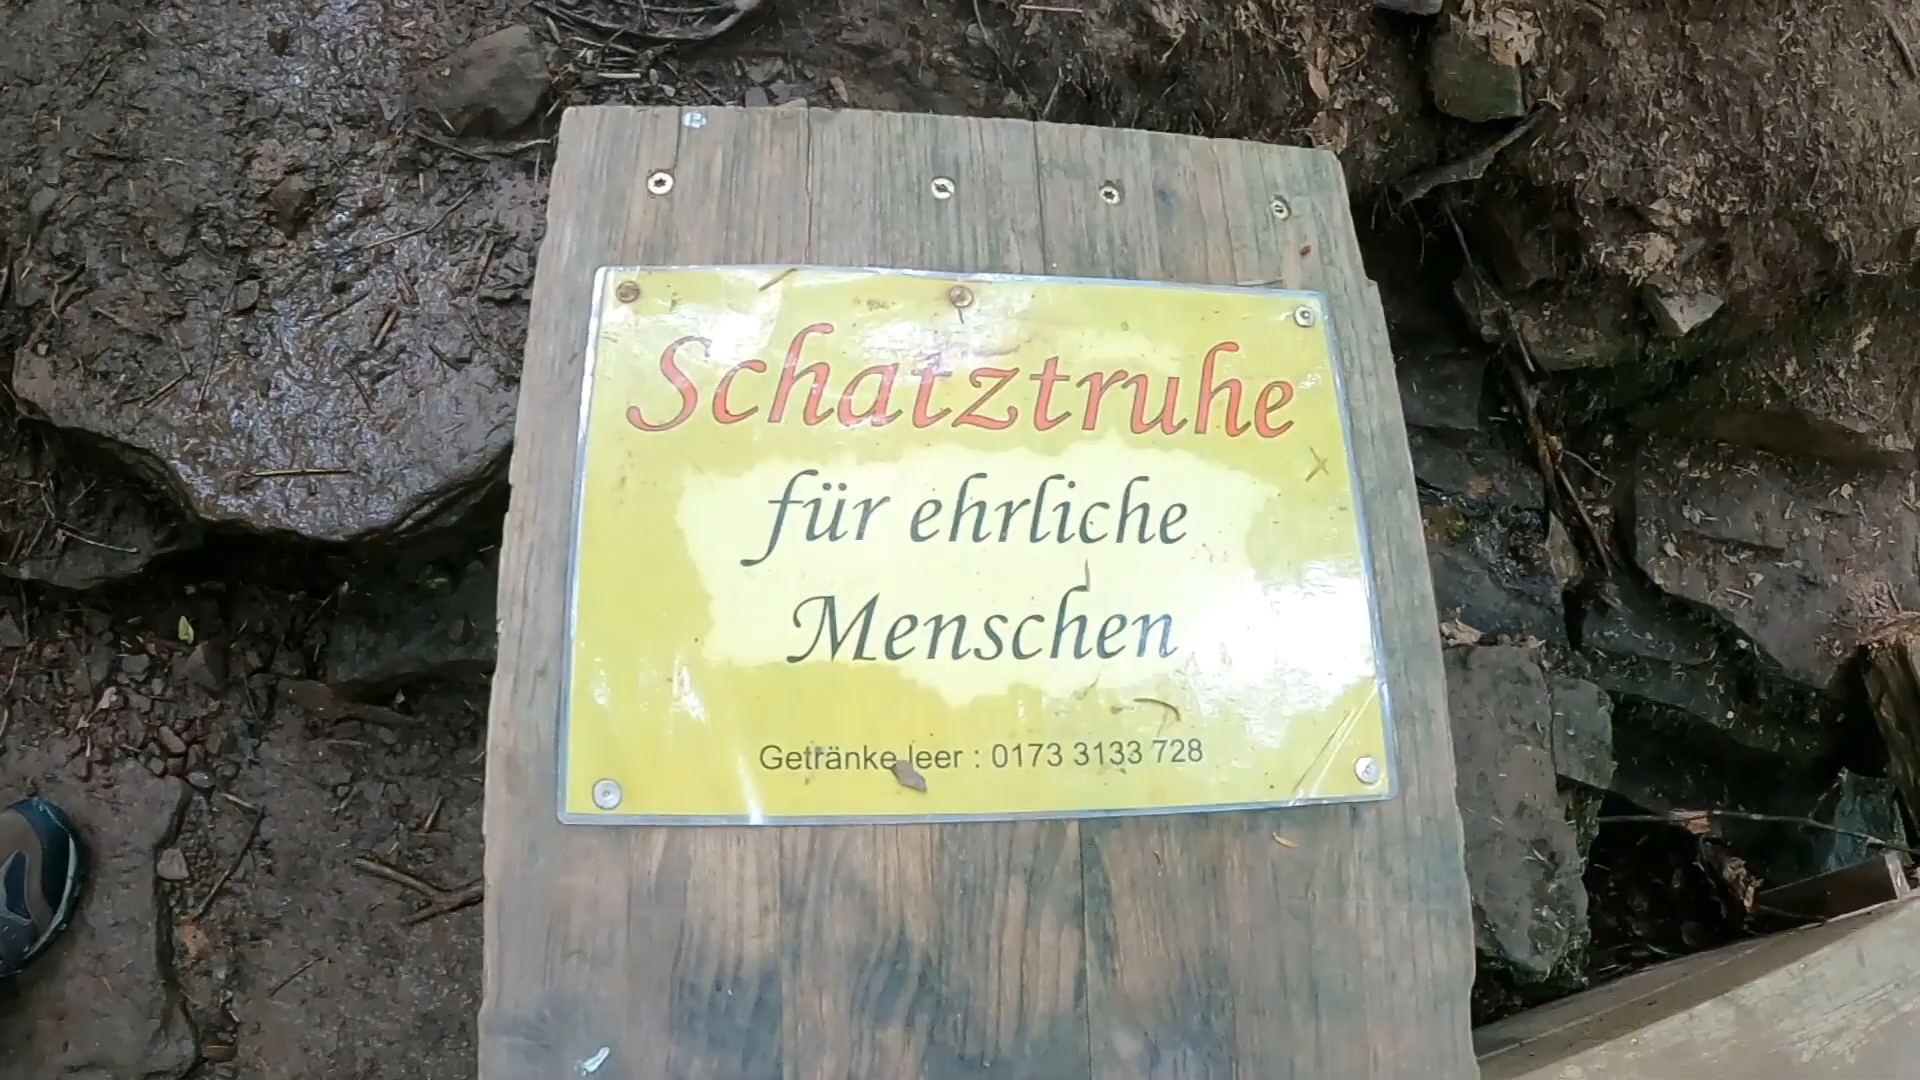 Schatztruhe
für ehrliche
Menschen
Getränke leer : 0173 3133 728